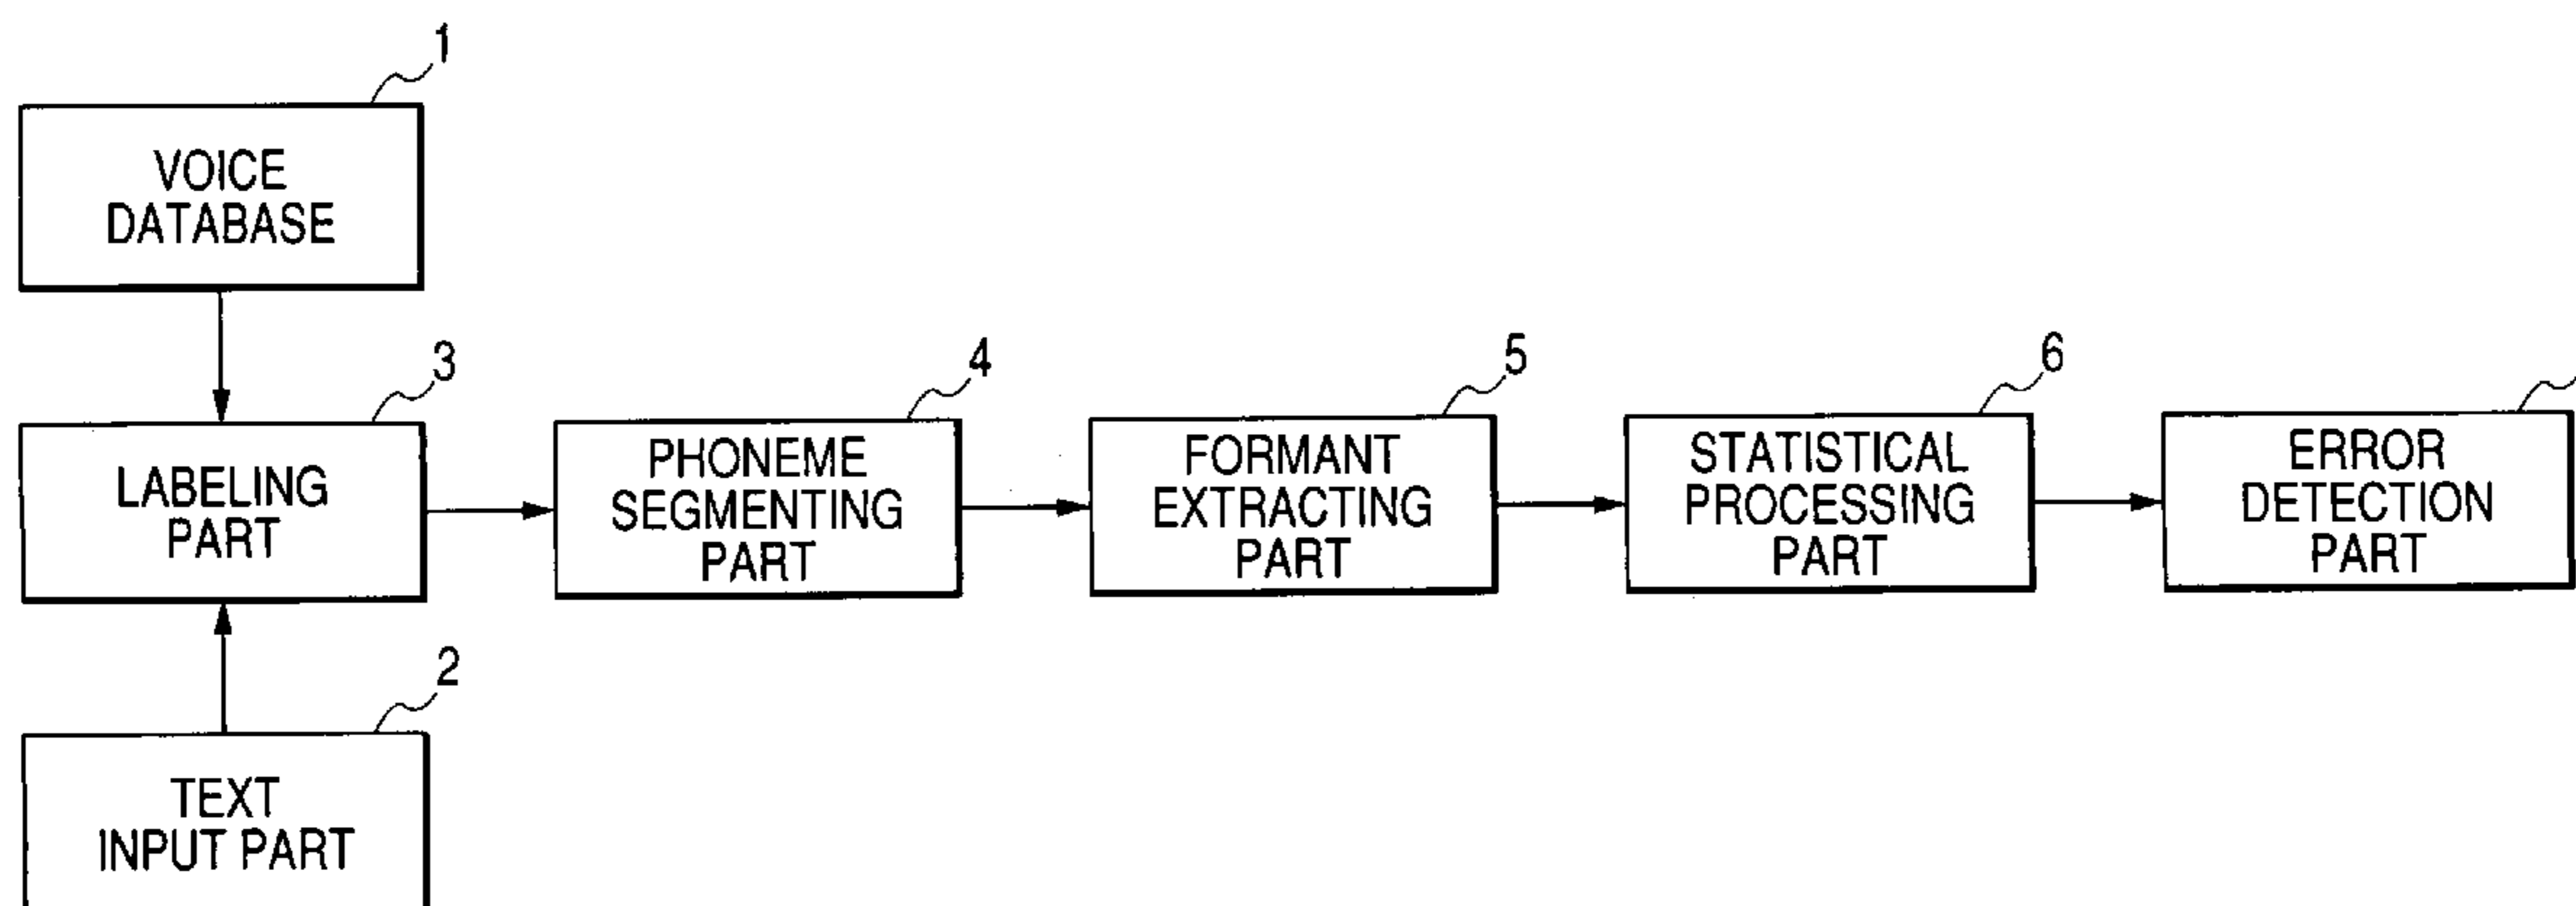 1
VOICE
DATABASE
3
LABELING
PART
4
PHONEME
SEGMENTING
PART
5
FORMANT
EXTRACTING
PART
6
STATISTICAL
PROCESSING
PART
ERROR
DETECTION
PART
2
TEXT
INPUT PART